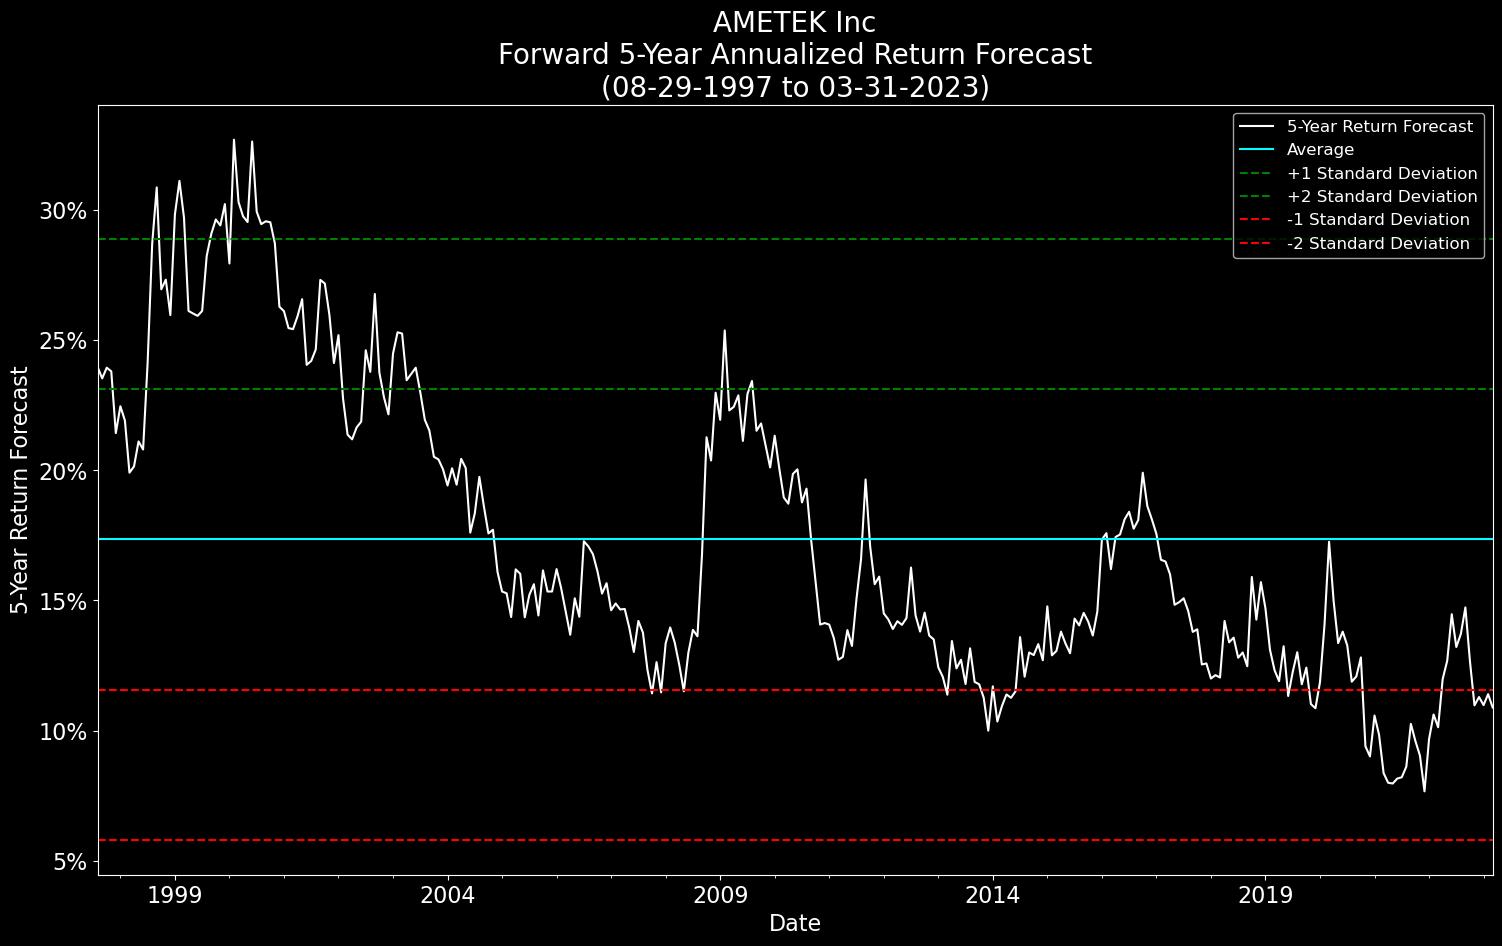 AMETEK Inc
Forward 5-Year Annualized Return Forecast
(08-29-1997 to 03-31-2023)
5-Year Return Forecast
Average
+1 Standard Deviation
+2 Standard Deviation
-1 Standard Deviation
-2 Standard Deviation
5-Year Return Forecast
30%
25%
20%
15%
10%
5%
1999
2004
2009
2014
2019
Date